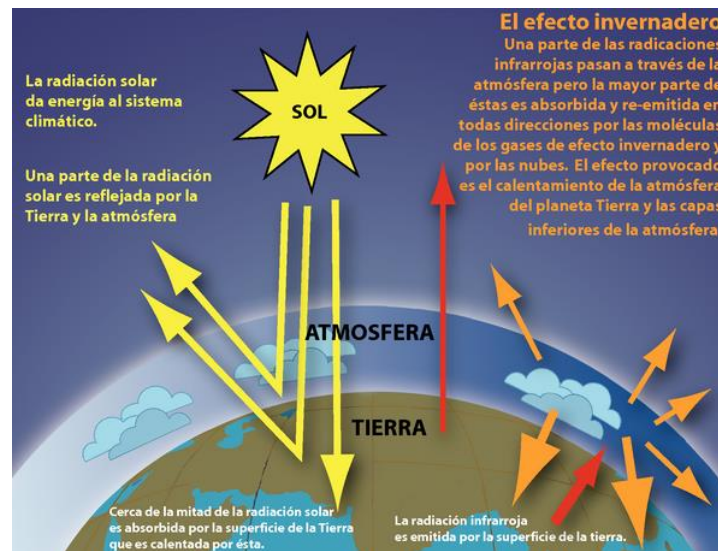 El efecto invernadero
Una parte de las radicaciones
infrarrojas pasan a través de la
atmósfera pero la mayor parte de
éstas es absorbida y re-emitida en
todas direcciones por las moléculas
de los gases de efecto invernadero y
por las nubes. El efecto provocado
es el calentamiento de la atmósfera
del planeta Tierra y las capas
inferiores de la atmósfera
La radiación solar
da energía al sistema
climático.
SOL
Una parte de la radiación
solar es reflejada por la
Tierra y la atmósfera
ATMOSFERA
TIERRA
Cerca de la mitad de la radiación solar
es absorbida por la superficie de la Tierra
que es calentada por ésta.
La radiación infrarroja
es emitida por la superficie de la tierra.